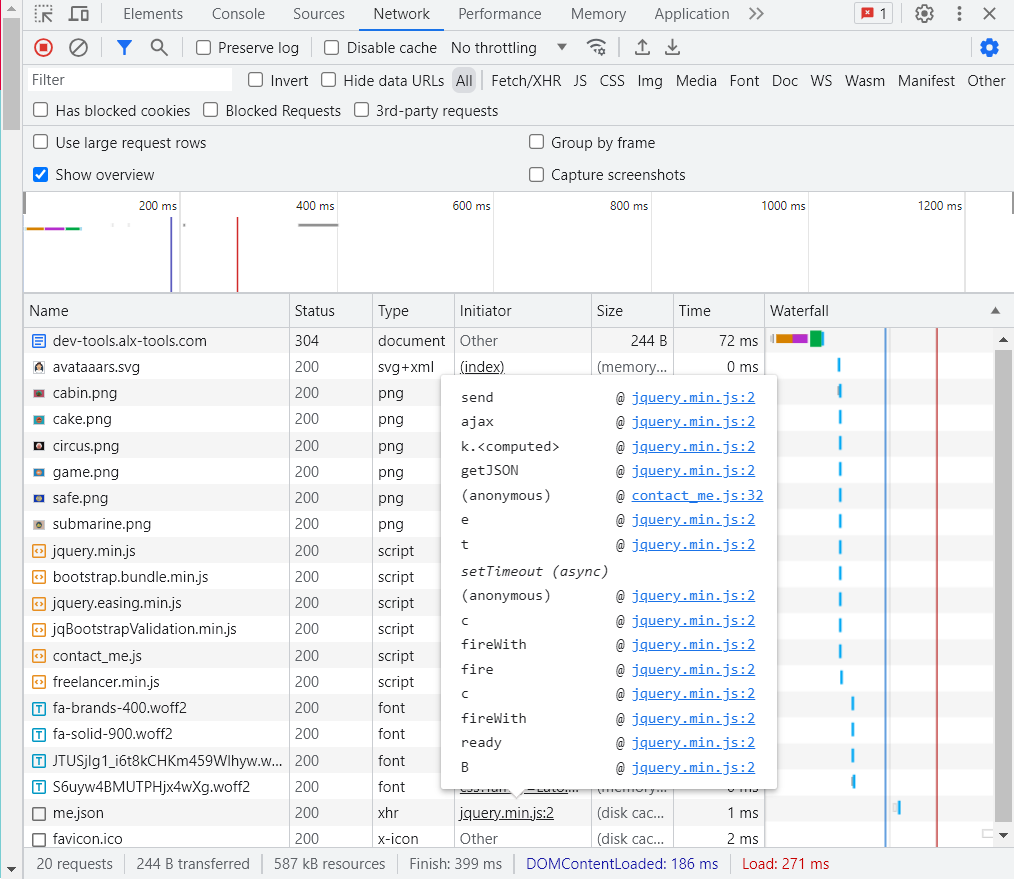 Elements Console Sources Network Performance Memory Application 1
Preserve log Disable cache No throttling
Filter Invert Hide data URLs All Fetch/XHR JS CSS Img Media Font Doc WS Wasm Manifest Other
Has blocked cookies Blocked Requests 3rd-party requests
Use large request rows Group by frame
Show overview Capture screenshots
200 ms 400 ms 600 ms 800 ms 1000 ms 1200 ms
Name Status Type Initiator Size Time Waterfall
dev-tools.alx-tools.com 304 document Other 244 B 72 ms
avataaars.svg 200 svg+xml (index) (memory... 0 ms
cabin.png 200 png
cake.png 200 png
circus.png 200 png
game.png 200 png
safe.png 200 png
submarine.png 200 png
jquery.min.js 200 script
bootstrap.bundle.min.js 200 script
jquery.easing.min.js 200 script
jqBootstrapValidation.min.js 200 script
contact_me.js 200 script
freelancer.min.js 200 script
fa-brands-400.woff2 200 font
fa-solid-900.woff2 200 font
JTUSjIg1_i6t8kCHKm459Wlhyw.w... 200 font
S6uyw4BMUTPHjx4wXg.woff2 200 font
me.json 200 xhr jquery.min.js:2 (disk cac... 1 ms
favicon.ico 200 x-icon Other (disk cac... 2 ms
send @ jquery.min.js:2
ajax @ jquery.min.js:2
k.<computed> @ jquery.min.js:2
getJSON @ jquery.min.js:2
(anonymous) @ contact_me.js:32
e @ jquery.min.js:2
t @ jquery.min.js:2
setTimeout (async)
(anonymous) @ jquery.min.js:2
c @ jquery.min.js:2
fireWith @ jquery.min.js:2
fire @ jquery.min.js:2
c @ jquery.min.js:2
fireWith @ jquery.min.js:2
ready @ jquery.min.js:2
B @ jquery.min.js:2
20 requests 244 B transferred 587 kB resources Finish: 399 ms DOMContentLoaded: 186 ms Load: 271 ms